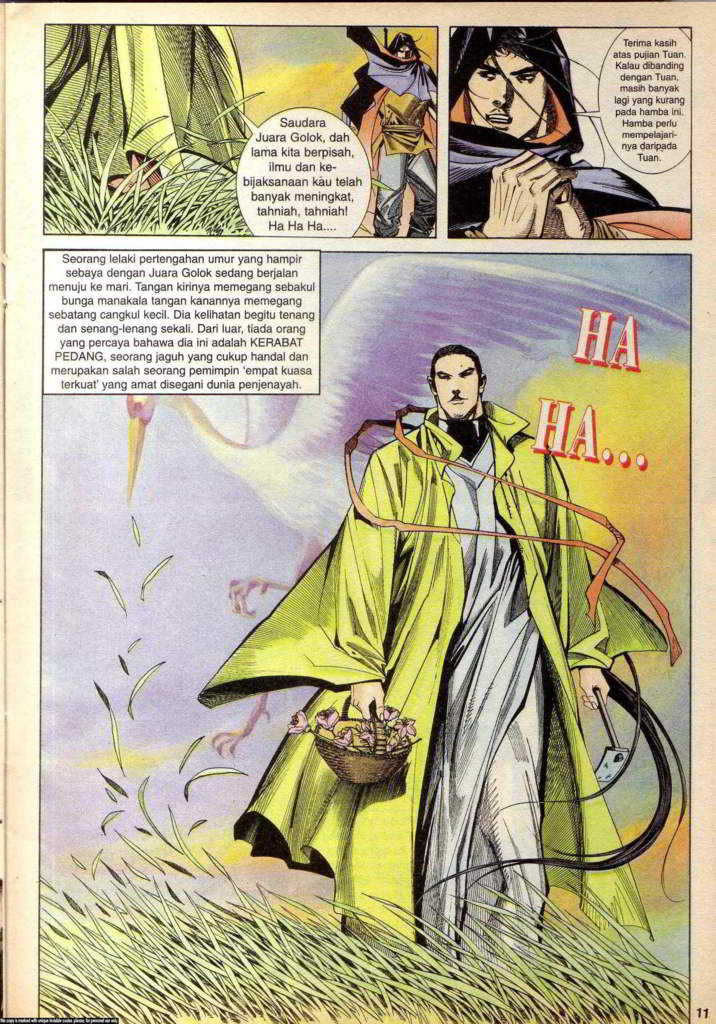 Saudara
Juara Golok, dah
lama kita berpisah,
ilmu dan ke-
bijaksanaan kau telah
banyak meningkat,
tahniah, tahniah!
Ha Ha Ha....
Terima kasih
atas pujian Tuan.
Kalau dibanding
dengan Tuan,
masih banyak
lagi yang kurang
pada hamba ini.
Hamba perlu
mempelajari-
nya daripada
Tuan.
Seorang lelaki pertengahan umur yang hampir
sebaya dengan Juara Golok sedang berjalan
menuju ke mari. Tangan kirinya memegang sebakul
bunga manakala tangan kanannya memegang
sebatang cangkul kecil. Dia kelihatan begitu tenang
dan senang-lenang sekali. Dari luar, tiada orang
yang percaya bahawa dia ini adalah KERABAT
PEDANG, seorang jaguh yang cukup handal dan
merupakan salah seorang pemimpin ‘empat kuasa
terkuat’ yang amat disegani dunia penjenayah.
HA
HA...
11